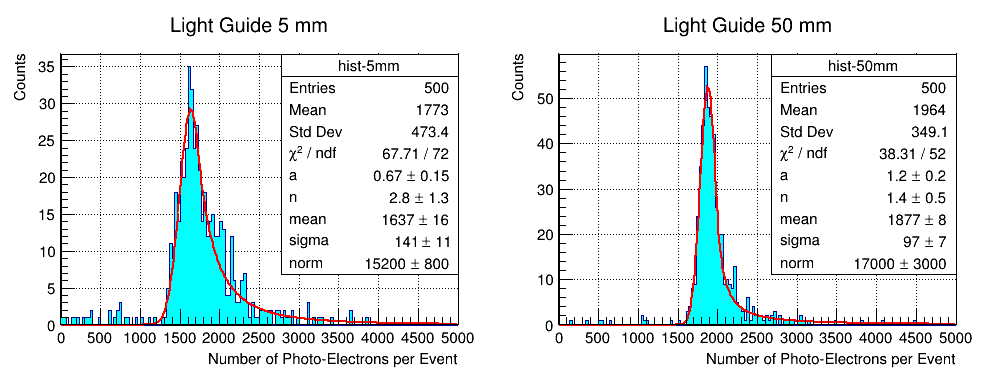 Light Guide 5 mm
Counts
35
30
25
20
15
10
5
0
0 500 1000 1500 2000 2500 3000 3500 4000 4500 5000
Number of Photo-Electrons per Event
hist-5mm
Entries 500
Mean 1773
Std Dev 473.4
χ² / ndf 67.71 / 72
a 0.67 ± 0.15
n 2.8 ± 1.3
mean 1637 ± 16
sigma 141 ± 11
norm 15200 ± 800
Light Guide 50 mm
Counts
50
40
30
20
10
0
0 500 1000 1500 2000 2500 3000 3500 4000 4500 5000
Number of Photo-Electrons per Event
hist-50mm
Entries 500
Mean 1964
Std Dev 349.1
χ² / ndf 38.31 / 52
a 1.2 ± 0.2
n 1.4 ± 0.5
mean 1877 ± 8
sigma 97 ± 7
norm 17000 ± 3000